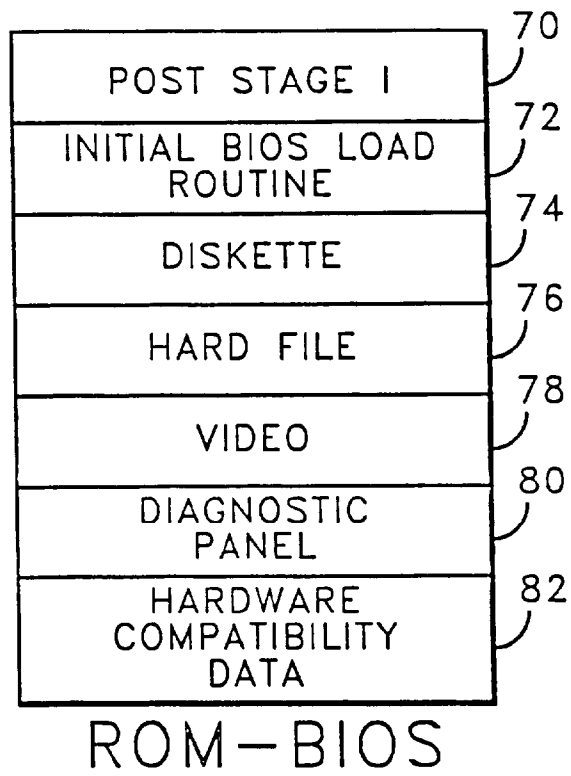 70
POST STAGE I
72
INITIAL BIOS LOAD
ROUTINE
74
DISKETTE
76
HARD FILE
78
VIDEO
80
DIAGNOSTIC
PANEL
82
HARDWARE
COMPATIBILITY
DATA
ROM-BIOS